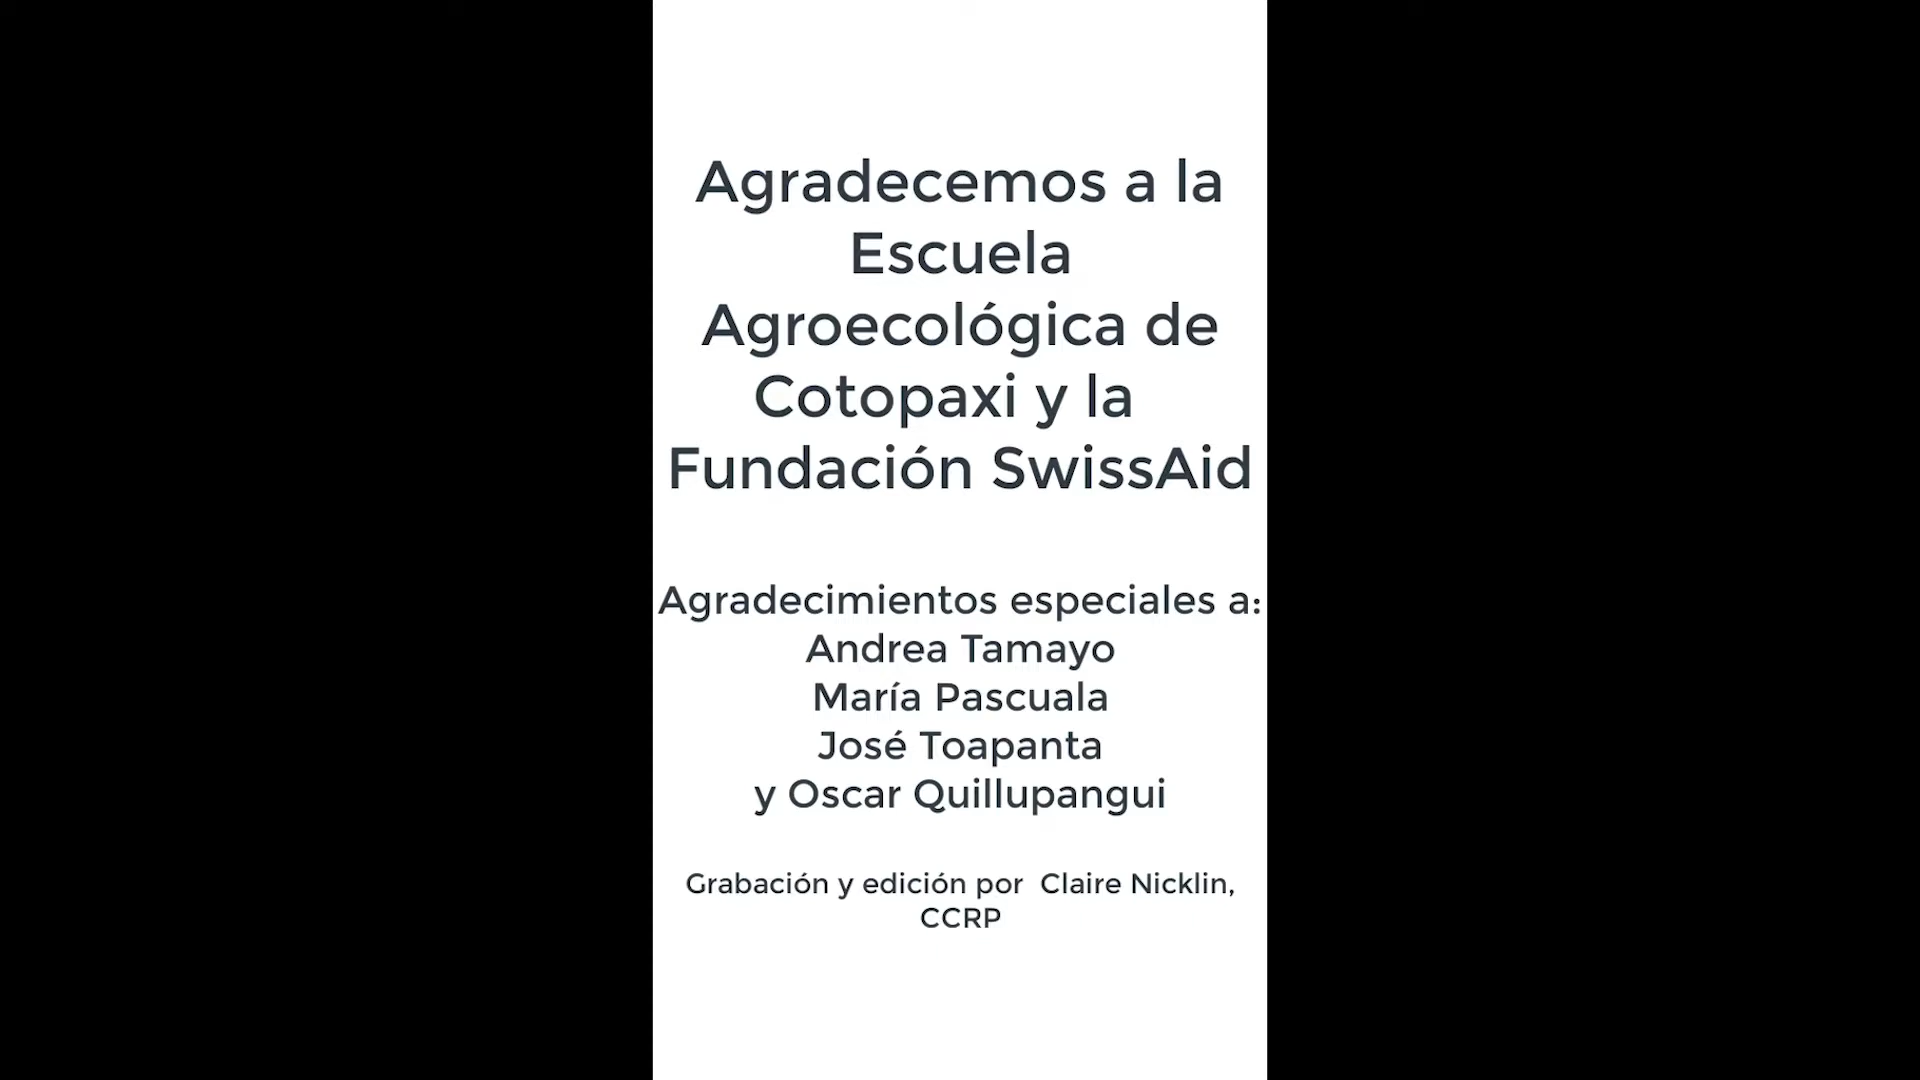 Agradecemos a la
Escuela
Agroecológica de
Cotopaxi y la
Fundación SwissAid
Agradecimientos especiales a:
Andrea Tamayo
María Pascuala
José Toapanta
y Oscar Quillupangui
Grabación y edición por Claire Nicklin,
CCRP